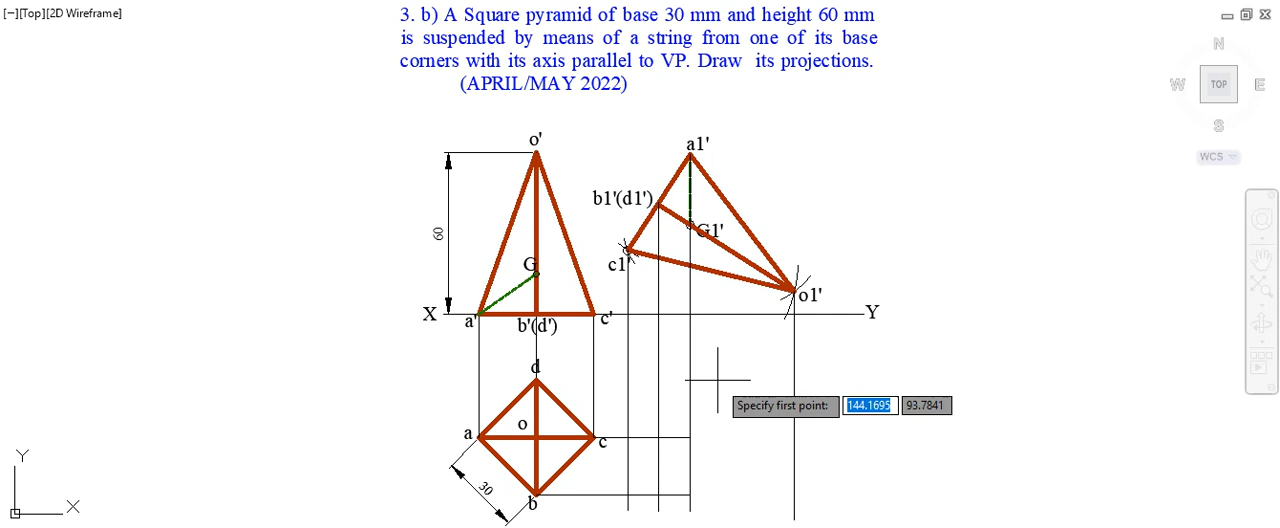 [−][Top][2D Wireframe]
3. b) A Square pyramid of base 30 mm and height 60 mm
is suspended by means of a string from one of its base
corners with its axis parallel to VP. Draw its projections.
(APRIL/MAY 2022)
N
W TOP E
S
WCS
o' a1'
b1'(d1')
60
G G1'
c1'
o1'
X a' b'(d') c' Y
d
a o c
30
b
Specify first point: 144.1695 93.7841
Y
X